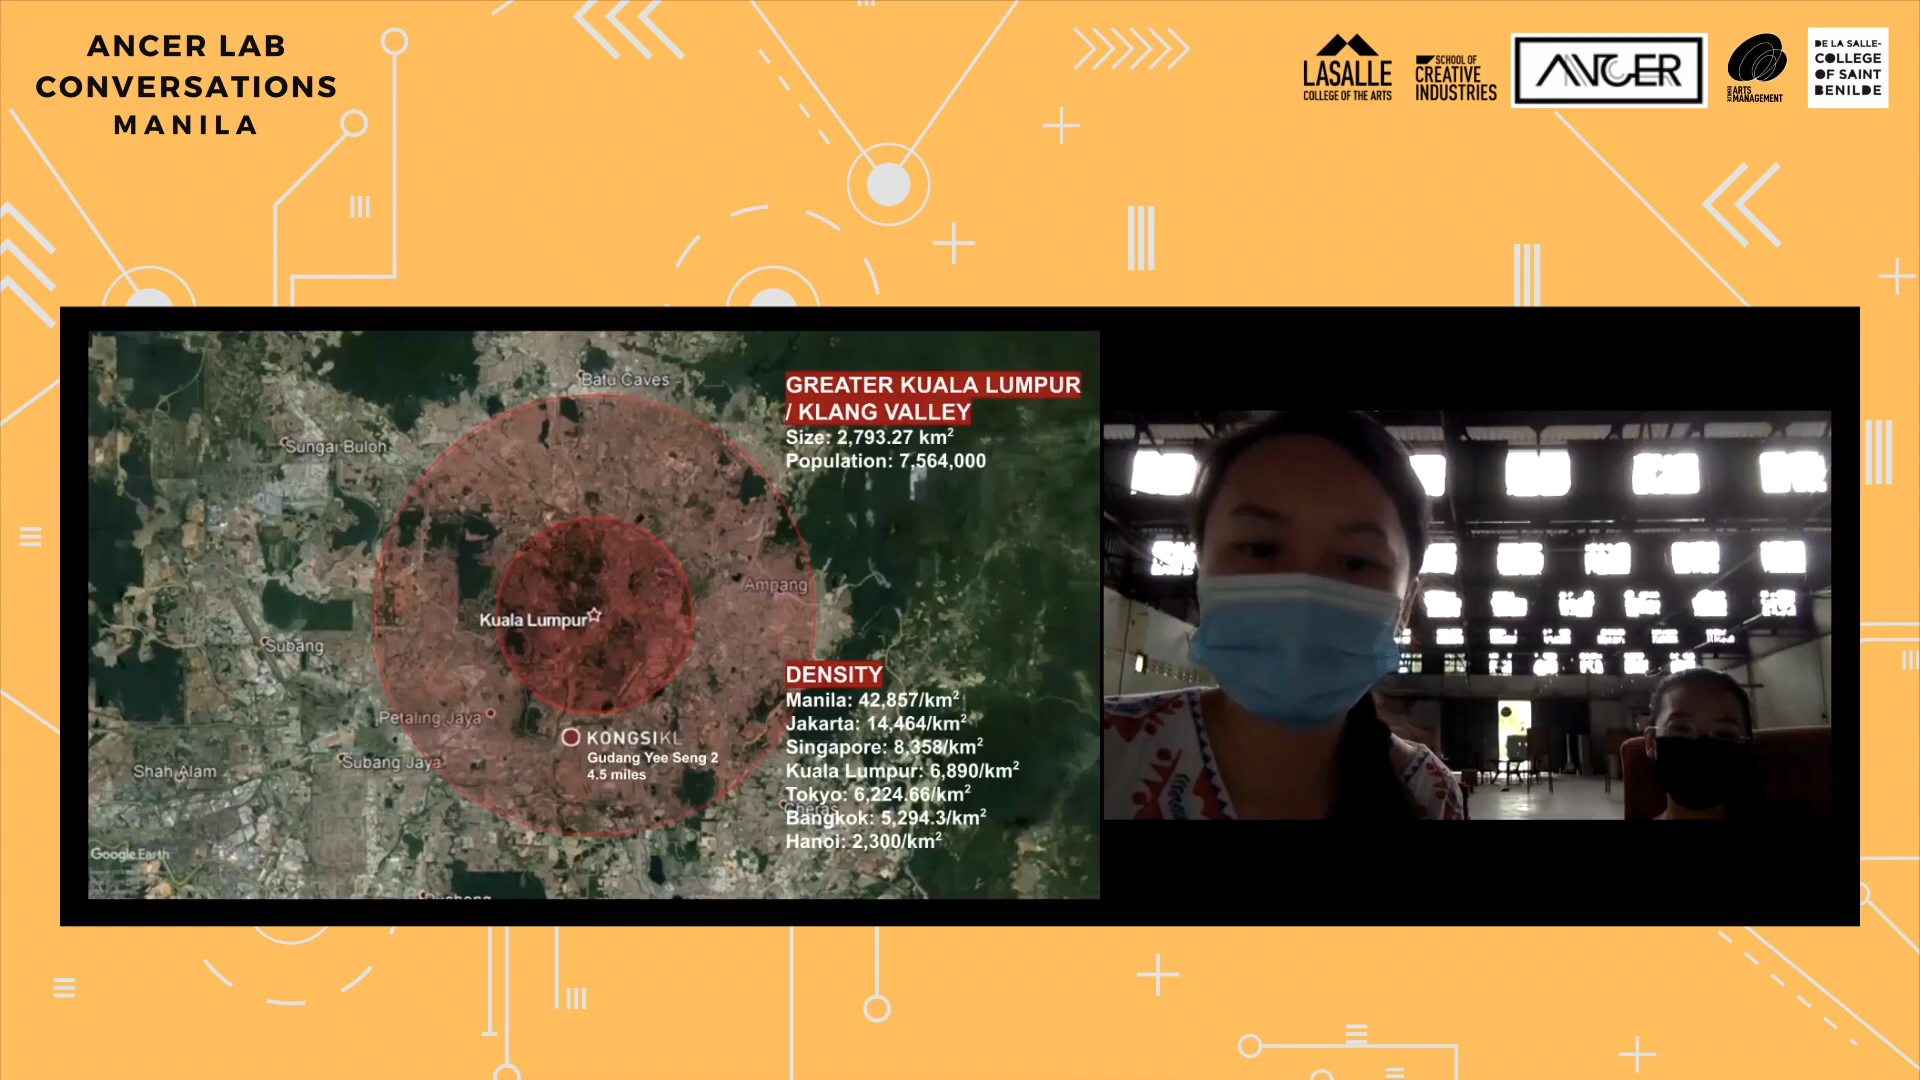 ANCER LAB
CONVERSATIONS
MANILA
LASALLE
COLLEGE OF THE ARTS
SCHOOL OF
CREATIVE
INDUSTRIES
ANCER
ARTS
MANAGEMENT
DE LA SALLE-
COLLEGE
OF SAINT
BENILDE
GREATER KUALA LUMPUR
/ KLANG VALLEY
Size: 2,793.27 km²
Population: 7,564,000
Batu Caves
Sungai Buloh
Ampang
Kuala Lumpur
Subang
Petaling Jaya
KONGSIKL
Gudang Yee Seng 2
4.5 miles
Subang Jaya
Shah Alam
Cheras
Google Earth
DENSITY
Manila: 42,857/km²
Jakarta: 14,464/km²
Singapore: 8,358/km²
Kuala Lumpur: 6,890/km²
Tokyo: 6,224.66/km²
Bangkok: 5,294.3/km²
Hanoi: 2,300/km²